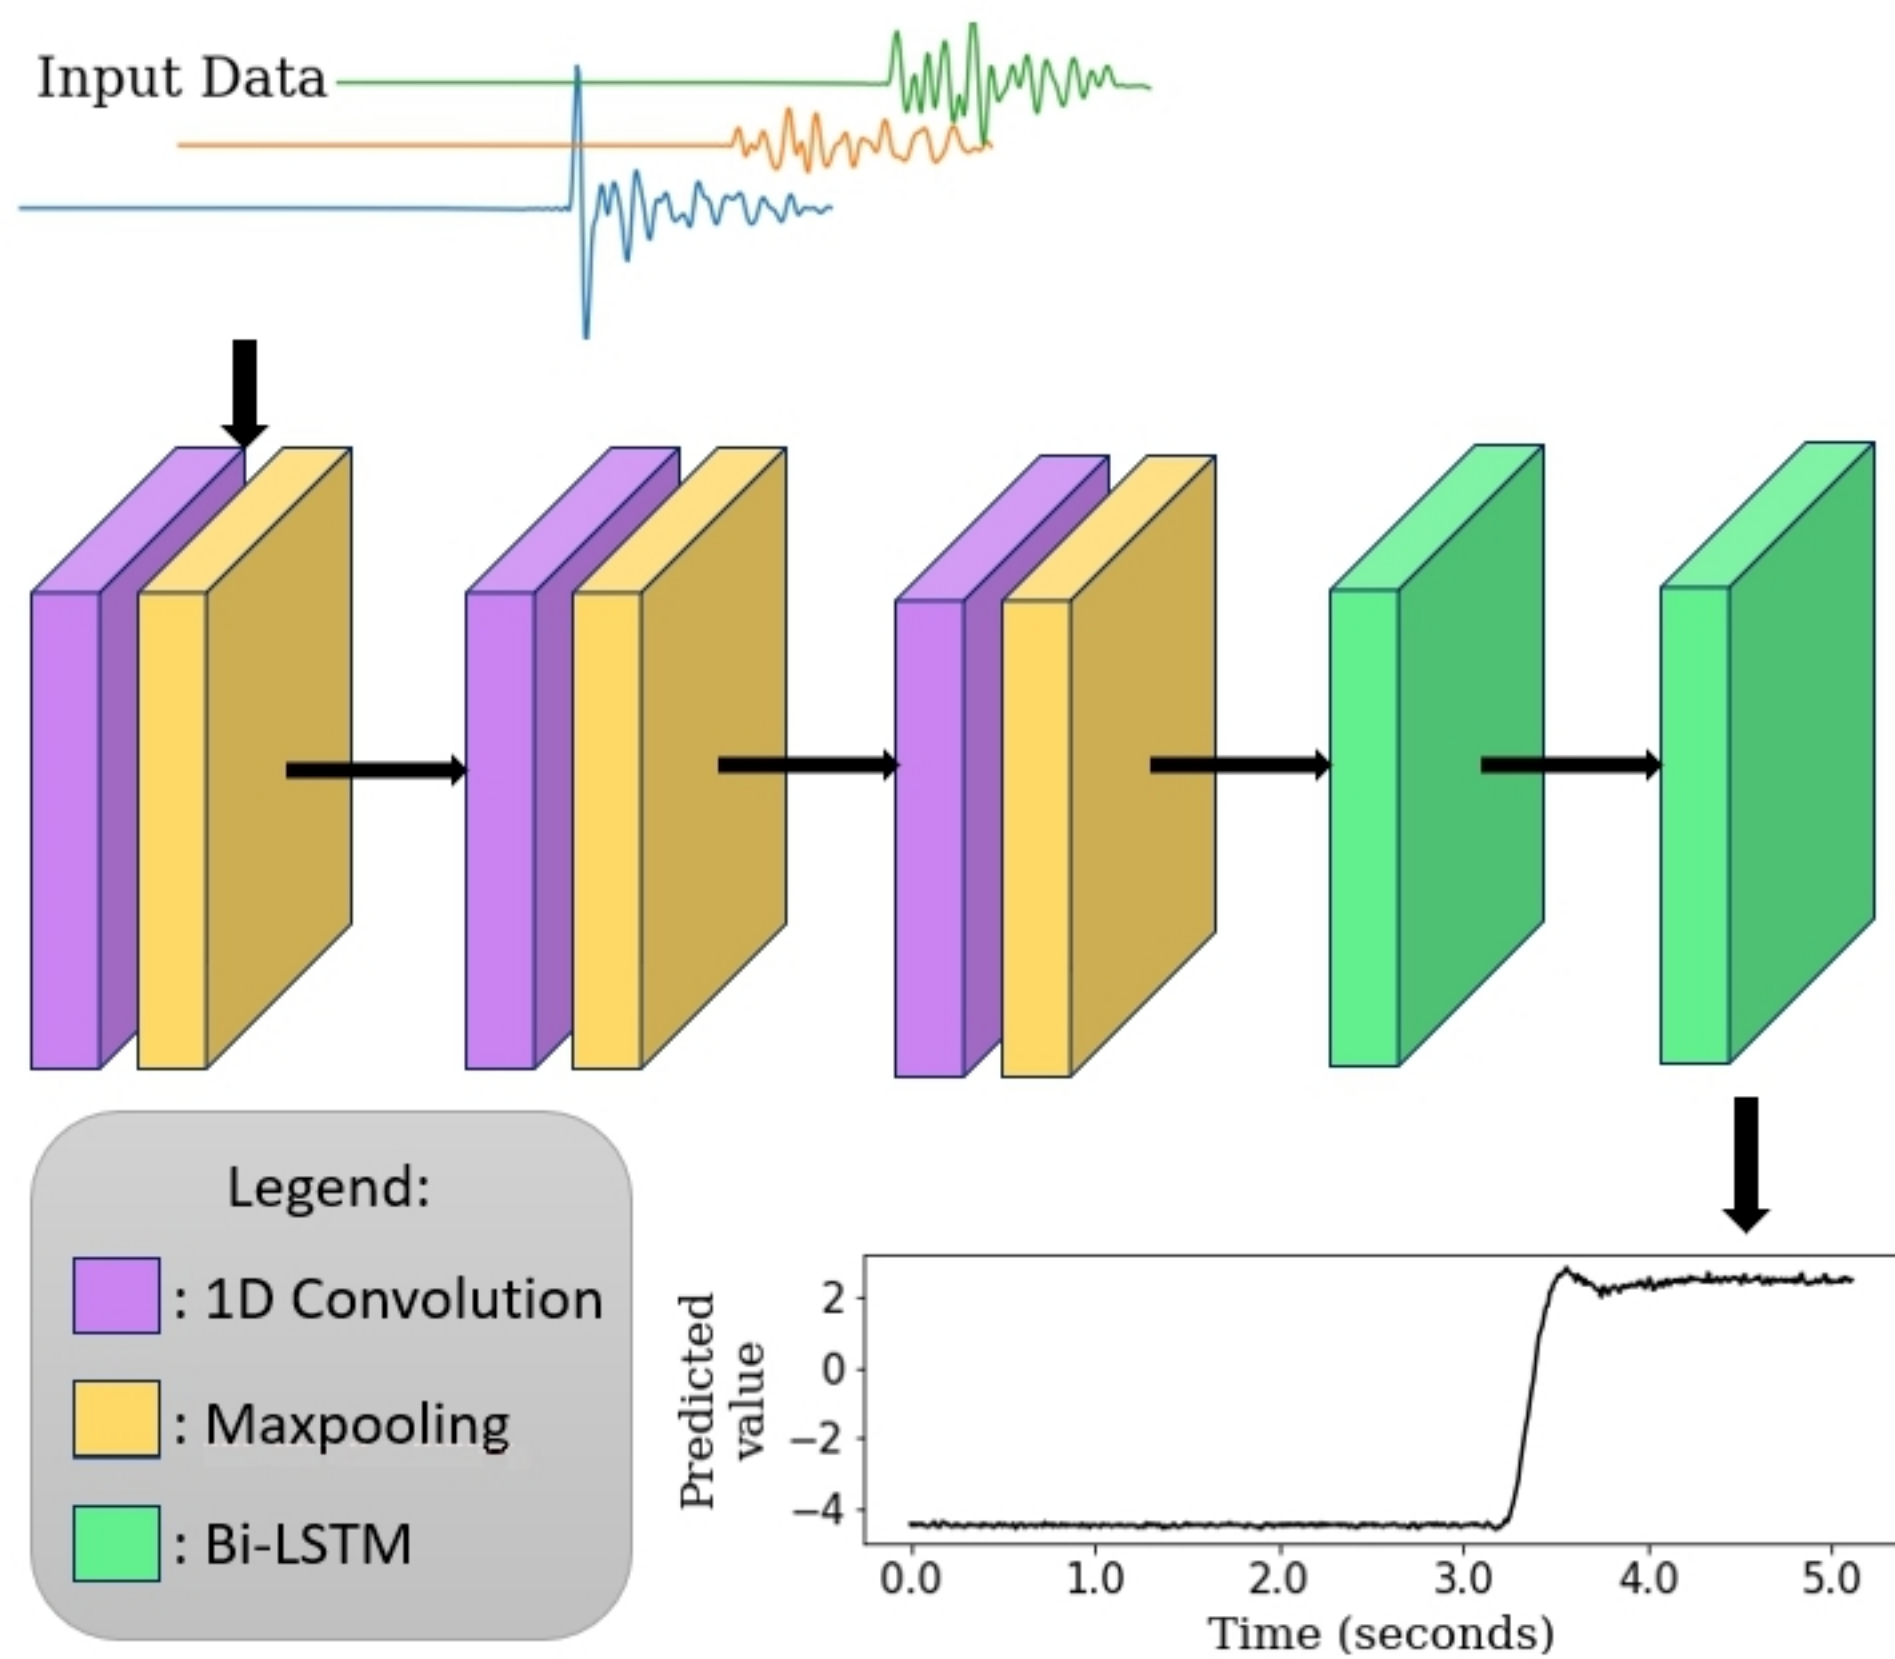 Input Data
Legend:
: 1D Convolution
: Maxpooling
: Bi-LSTM
Predicted
value
2
0
−2
−4
0.0 1.0 2.0 3.0 4.0 5.0
Time (seconds)